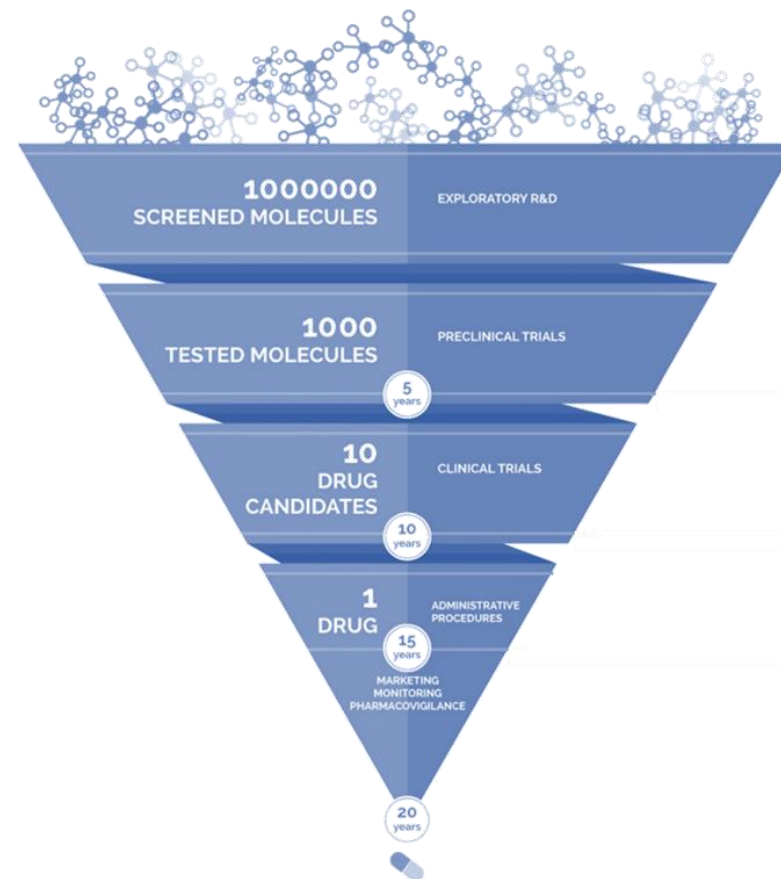 1000000
SCREENED MOLECULES
EXPLORATORY R&D
1000
TESTED MOLECULES
PRECLINICAL TRIALS
5
years
10
DRUG
CANDIDATES
CLINICAL TRIALS
10
years
1
DRUG
ADMINISTRATIVE
PROCEDURES
15
years
MARKETING
MONITORING
PHARMACOVIGILANCE
20
years